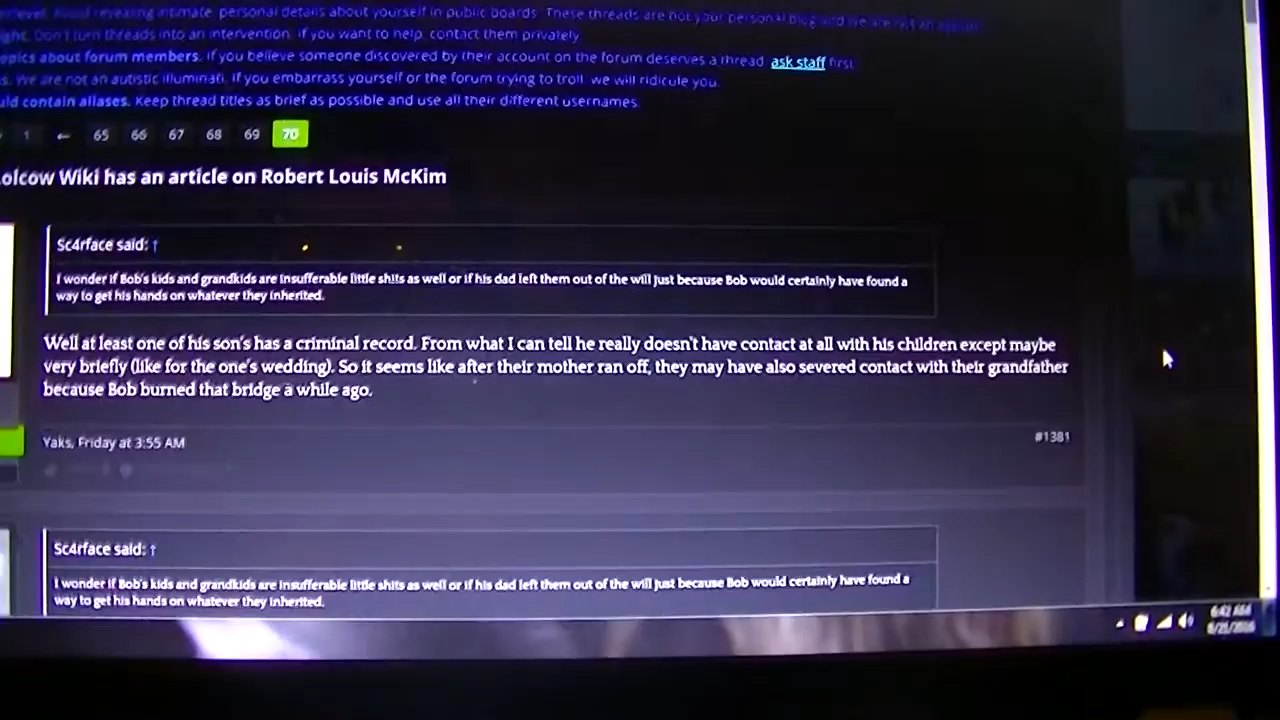 level. Avoid revealing intimate personal details about yourself in public boards. These threads are not your personal blog and we are not an
ght. Don't turn threads into an intervention. If you want to help, contact them privately.
opics about forum members. If you believe someone discovered by their account on the forum deserves a thread, ask staff first.
s. We are not an autistic illuminati. If you embarrass yourself or the forum trying to troll, we will ridicule you.
uld contain aliases. Keep thread titles as brief as possible and use all their different usernames.
1 ← 65 66 67 68 69 70
olcow Wiki has an article on Robert Louis McKim
Sc4rface said: ↑
I wonder if Bob's kids and grandkids are insufferable little shits as well or if his dad left them out of the will just because Bob would certainly have found a
way to get his hands on whatever they inherited.
Well at least one of his son's has a criminal record. From what I can tell he really doesn't have contact at all with his children except maybe
very briefly (like for the one's wedding). So it seems like after their mother ran off, they may have also severed contact with their grandfather
because Bob burned that bridge a while ago.
Yaks, Friday at 3:55 AM #1381
Sc4rface said: ↑
I wonder if Bob's kids and grandkids are insufferable little shits as well or if his dad left them out of the will just because Bob would certainly have found a
way to get his hands on whatever they inherited.
6:42 AM
8/21/2016